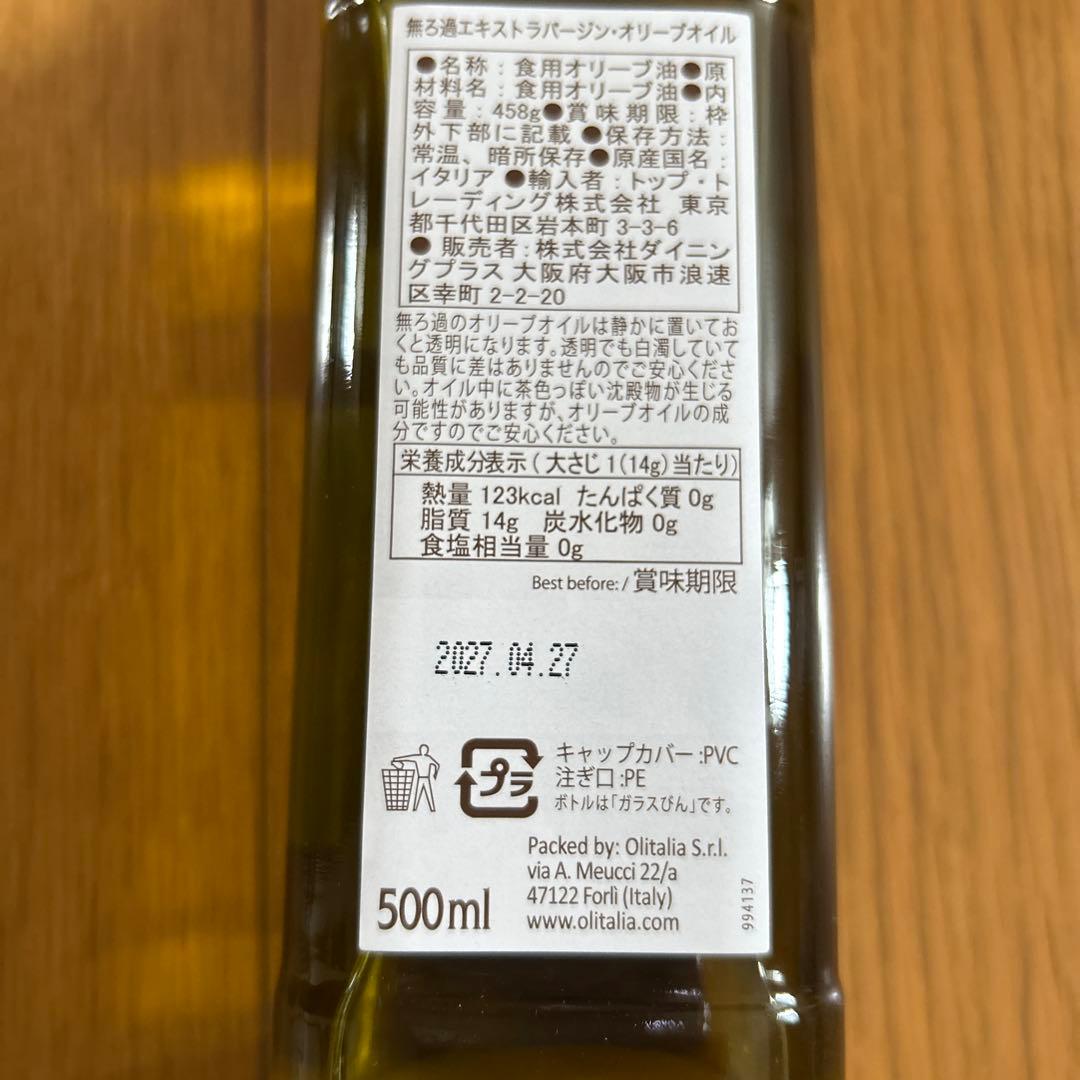 無ろ過エキストラバージン・オリーブオイル
●名称：食用オリーブ油●原
材料名：食用オリーブ油●内
容量：458g●賞味期限：枠
外下部に記載 ●保存方法：
常温、暗所保存●原産国名：
イタリア ●輸入者：トップ・ト
レーディング株式会社 東京
都千代田区岩本町 3-3-6
● 販売者：株式会社ダイニン
グプラス 大阪府大阪市浪速
区幸町 2-2-20
無ろ過のオリーブオイルは静かに置いてお
くと透明になります。透明でも白濁していて
も品質に差はありませんのでご安心くださ
い。オイル中に茶色っぽい沈殿物が生じる
可能性がありますが、オリーブオイルの成
分ですのでご安心ください。
栄養成分表示（大さじ 1（14g）当たり）
熱量 123kcal たんぱく質 0g
脂質 14g 炭水化物 0g
食塩相当量 0g
Best before: / 賞味期限
2027.04.27
プラ
キャップカバー :PVC
注ぎ口 :PE
ボトルは「ガラスびん」です。
Packed by: Olitalia S.r.l.
via A. Meucci 22/a
47122 Forlì (Italy)
www.olitalia.com
500ml
994137